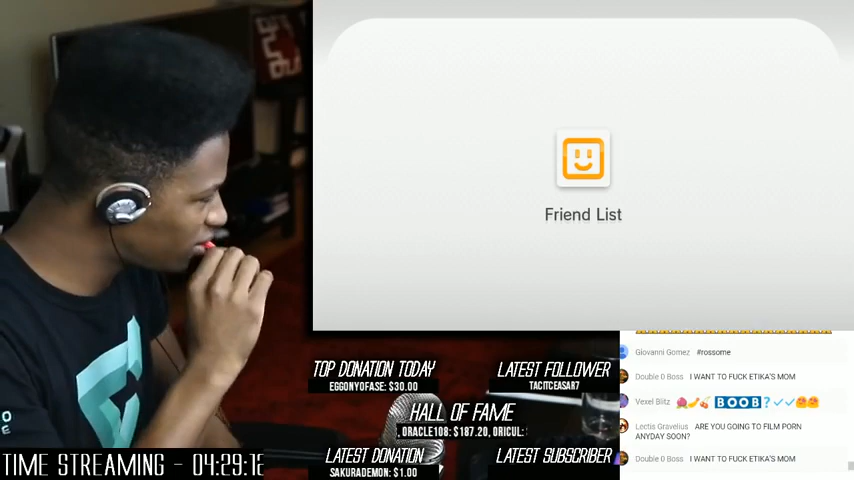 Friend List
TOP DONATION TODAY
EGGONYOFASE: $30.00
LATEST FOLLOWER
TACITCEASAR7
HALL OF FAME
, ORACLE108: $187.20, ORICUL:
LATEST DONATION
SAKURADEMON: $1.00
LATEST SUBSCRIBER
TIME STREAMING - 04:29:12
Giovanni Gomez #rossome
Double 0 Boss I WANT TO FUCK ETIKA'S MOM
Vexel Blitz BOOB?
Lectis Gravelius ARE YOU GOING TO FILM PORN
ANYDAY SOON?
Double 0 Boss I WANT TO FUCK ETIKA'S MOM